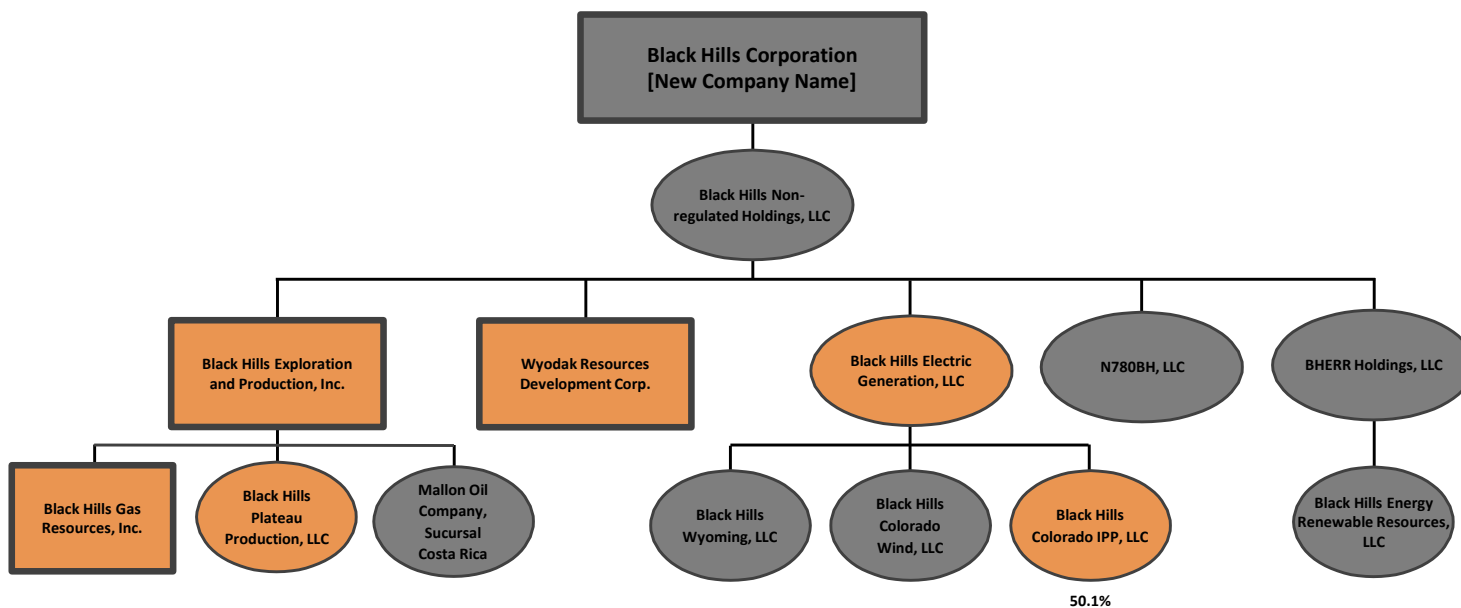 Black Hills Corporation
[New Company Name]
Black Hills Non-
regulated Holdings, LLC
Black Hills Exploration
and Production, Inc.
Wyodak Resources
Development Corp.
Black Hills Electric
Generation, LLC
N780BH, LLC
BHERR Holdings, LLC
Black Hills Gas
Resources, Inc.
Black Hills
Plateau
Production, LLC
Mallon Oil
Company,
Sucursal
Costa Rica
Black Hills
Wyoming, LLC
Black Hills
Colorado
Wind, LLC
Black Hills
Colorado IPP, LLC
Black Hills Energy
Renewable Resources,
LLC
50.1%